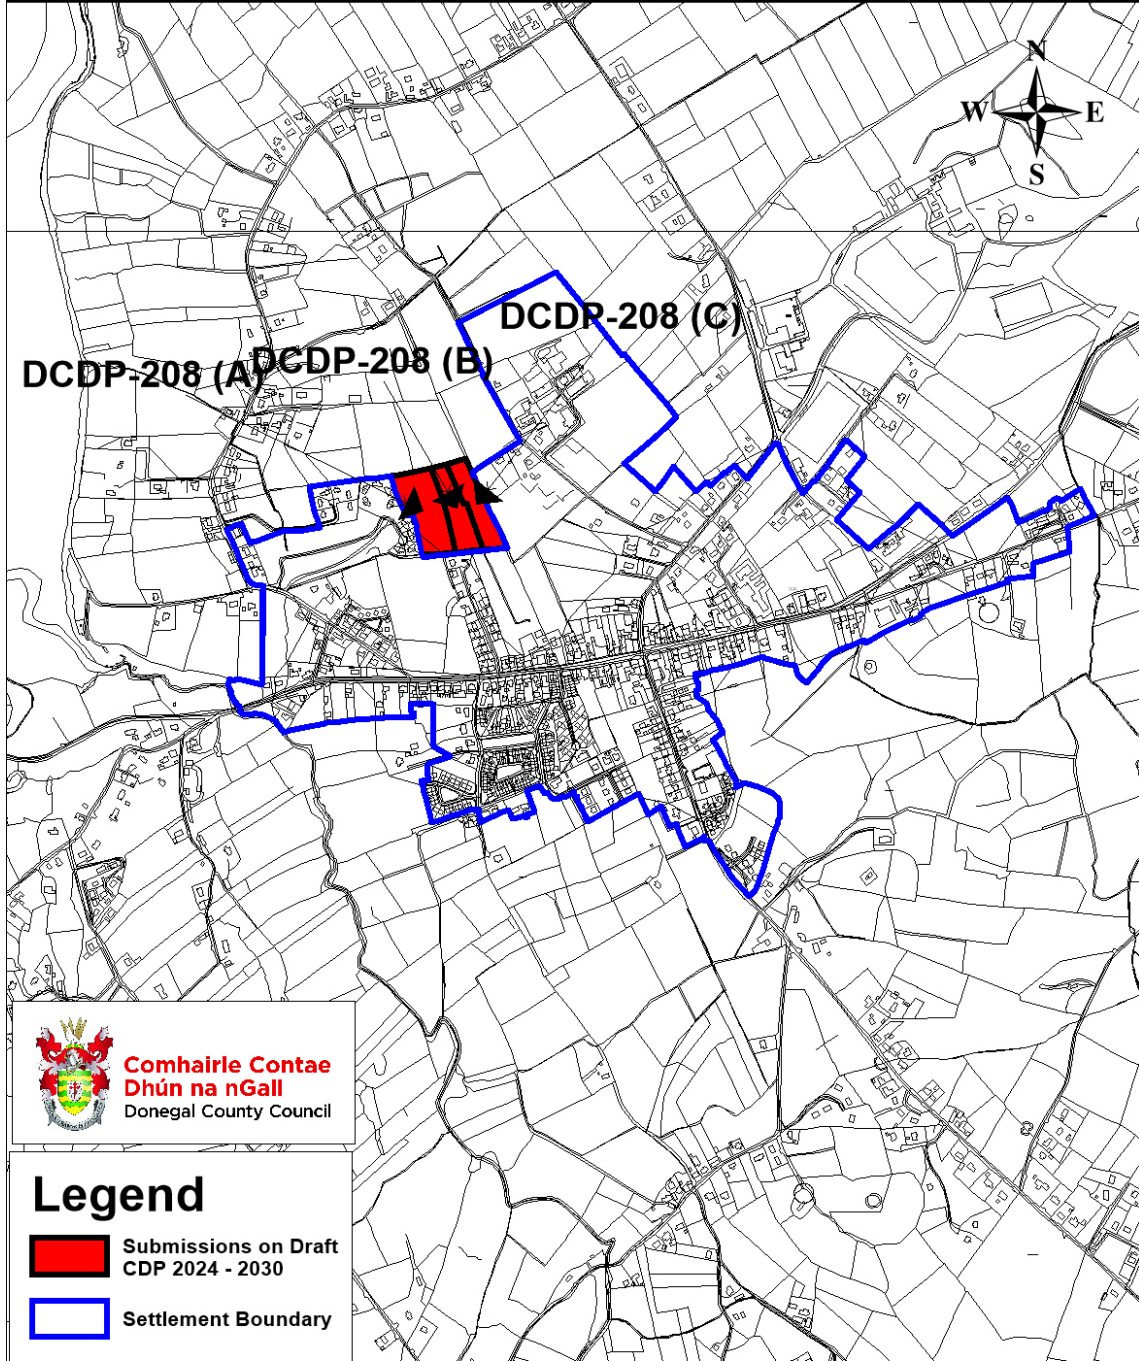 N
W E
S
DCDP-208 (C)
DCDP-208 (B)
DCDP-208 (A)
Comhairle Contae
Dhún na nGall
Donegal County Council
Legend
Submissions on Draft
CDP 2024 - 2030
Settlement Boundary